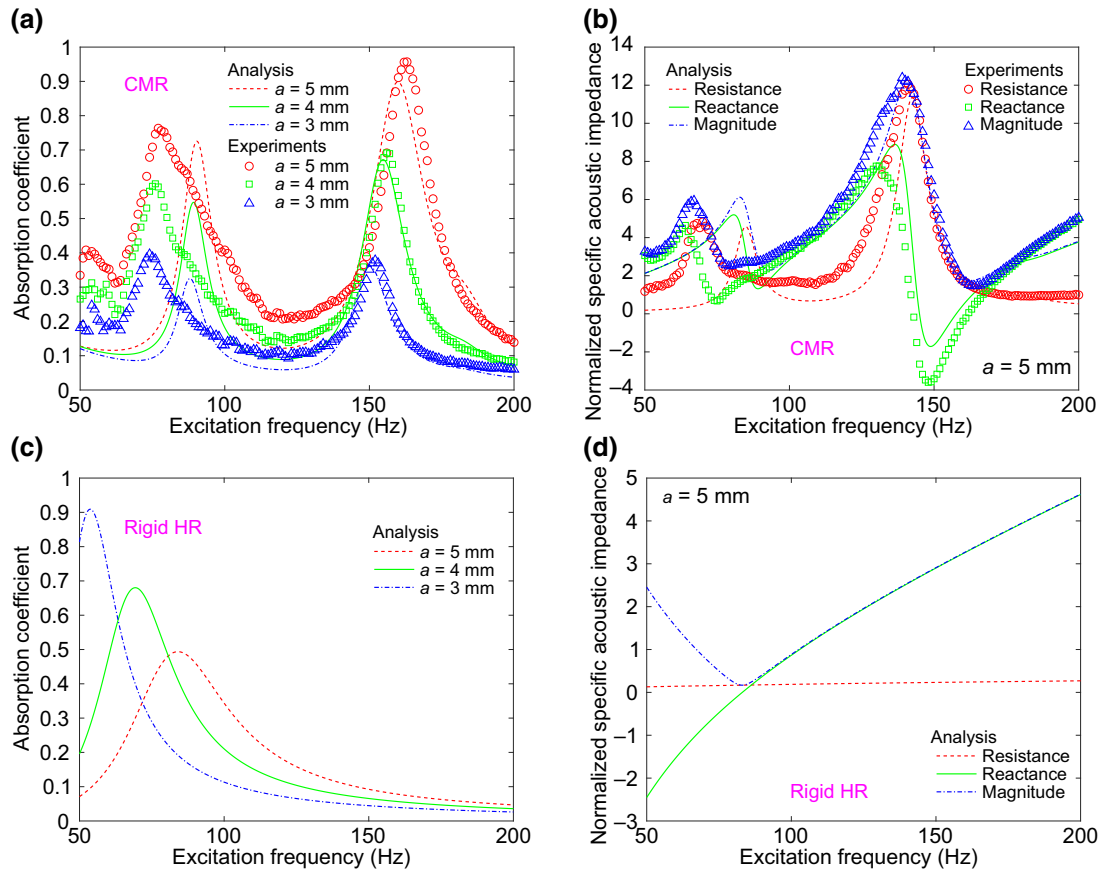 (a)
Absorption coefficient
1
0.9
0.8
0.7
0.6
0.5
0.4
0.3
0.2
0.1
0
CMR
Analysis
a = 5 mm
a = 4 mm
a = 3 mm
Experiments
a = 5 mm
a = 4 mm
a = 3 mm
50
100
150
200
Excitation frequency (Hz)
(b)
Normalized specific acoustic impedance
14
12
10
8
6
4
2
0
−2
−4
Analysis
Resistance
Reactance
Magnitude
Experiments
Resistance
Reactance
Magnitude
CMR
a = 5 mm
50
100
150
200
Excitation frequency (Hz)
(c)
Absorption coefficient
1
0.9
0.8
0.7
0.6
0.5
0.4
0.3
0.2
0.1
0
Rigid HR
Analysis
a = 5 mm
a = 4 mm
a = 3 mm
50
100
150
200
Excitation frequency (Hz)
(d)
Normalized specific acoustic impedance
5
4
3
2
1
0
−1
−2
−3
a = 5 mm
Analysis
Resistance
Reactance
Magnitude
Rigid HR
50
100
150
200
Excitation frequency (Hz)